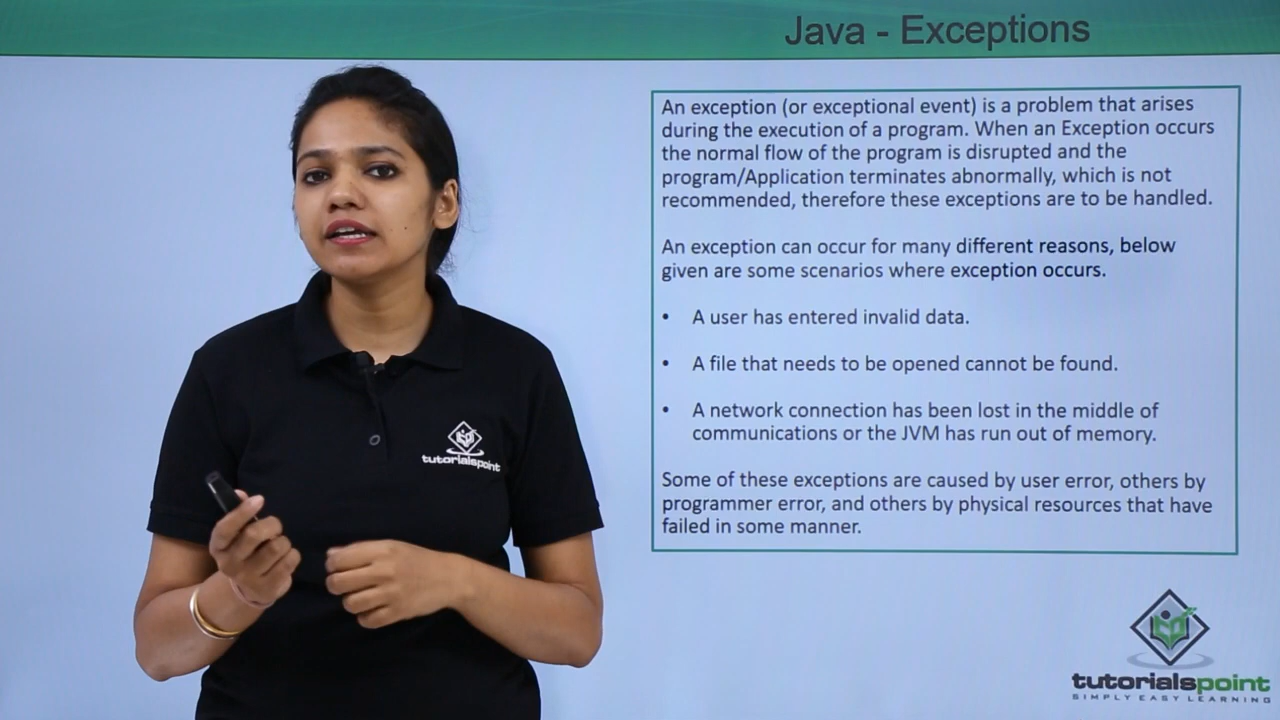 Java - Exceptions
An exception (or exceptional event) is a problem that arises
during the execution of a program. When an Exception occurs
the normal flow of the program is disrupted and the
program/Application terminates abnormally, which is not
recommended, therefore these exceptions are to be handled.
An exception can occur for many different reasons, below
given are some scenarios where exception occurs.
• A user has entered invalid data.
• A file that needs to be opened cannot be found.
• A network connection has been lost in the middle of
communications or the JVM has run out of memory.
Some of these exceptions are caused by user error, others by
programmer error, and others by physical resources that have
failed in some manner.
tutorialspoint
tutorialspoint
SIMPLY EASY LEARNING